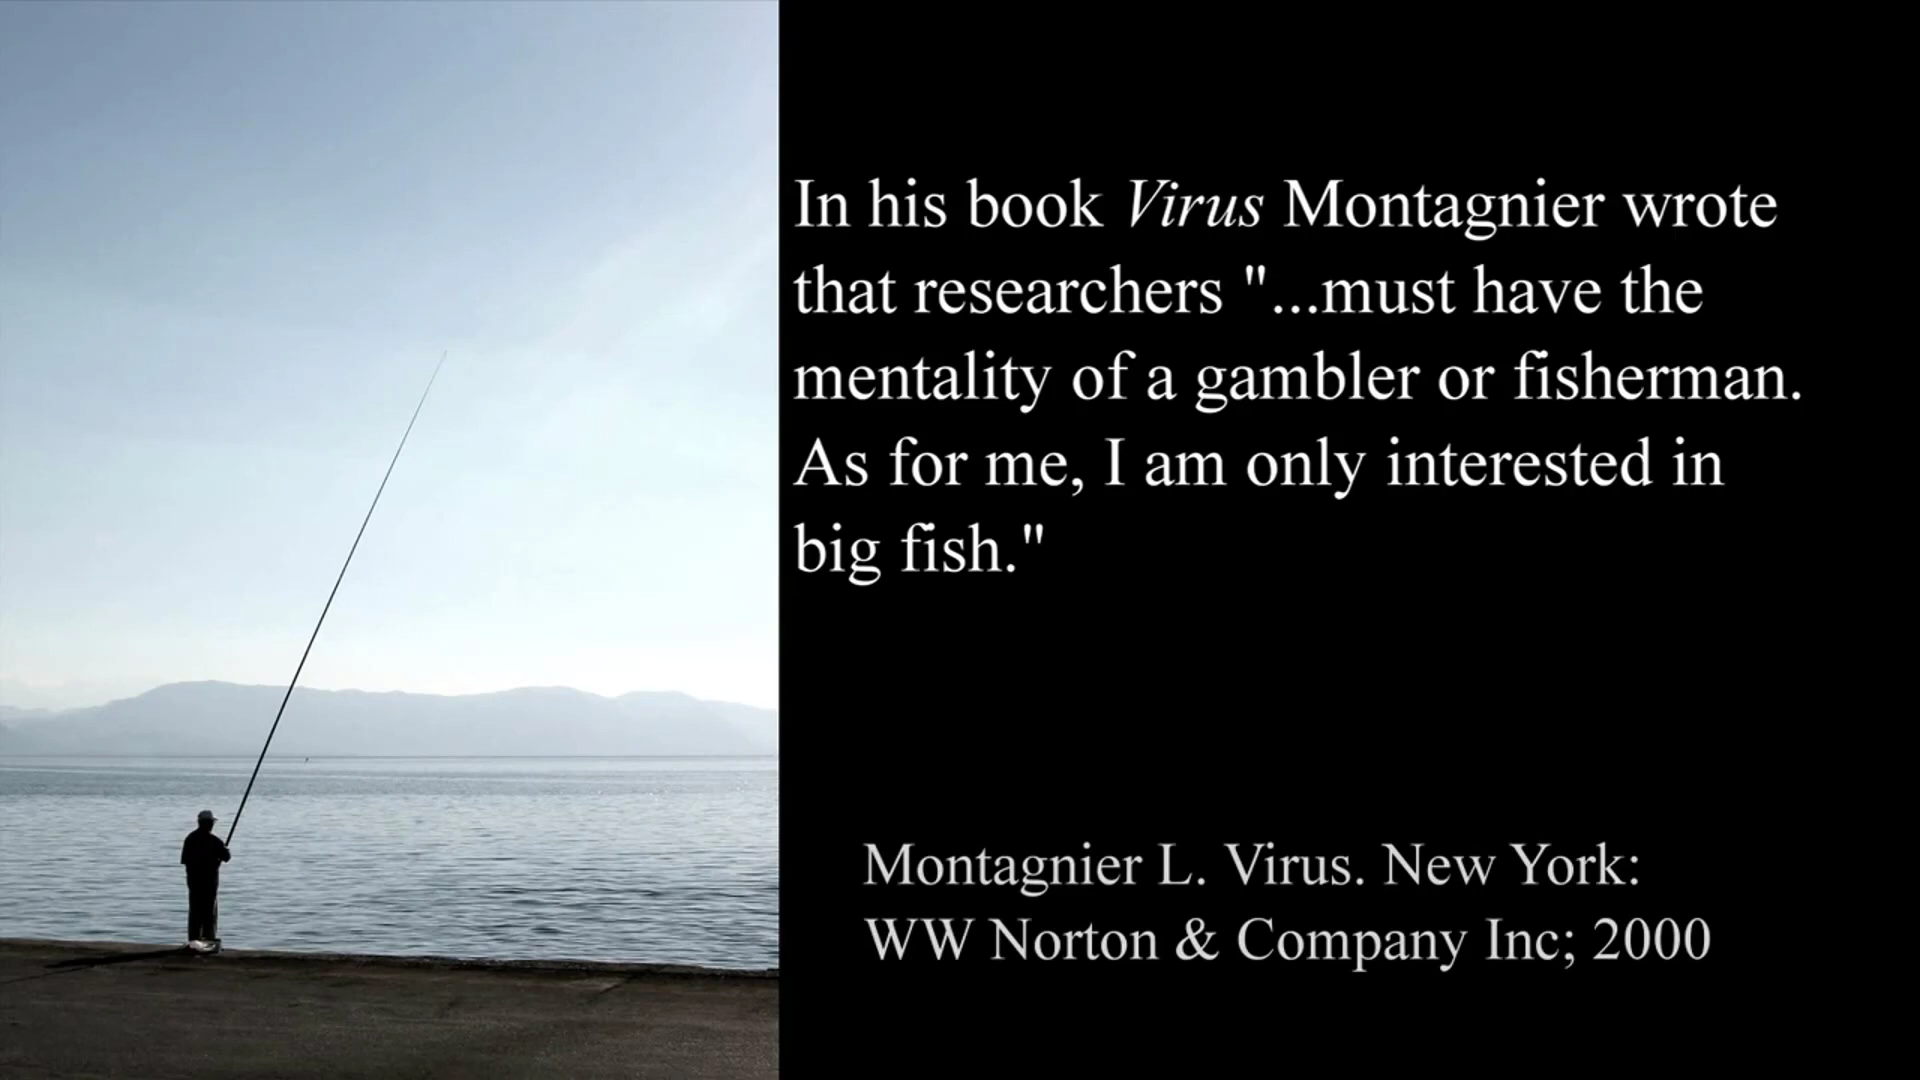 In his book Virus Montagnier wrote
that researchers "...must have the
mentality of a gambler or fisherman.
As for me, I am only interested in
big fish."
Montagnier L. Virus. New York:
WW Norton & Company Inc; 2000